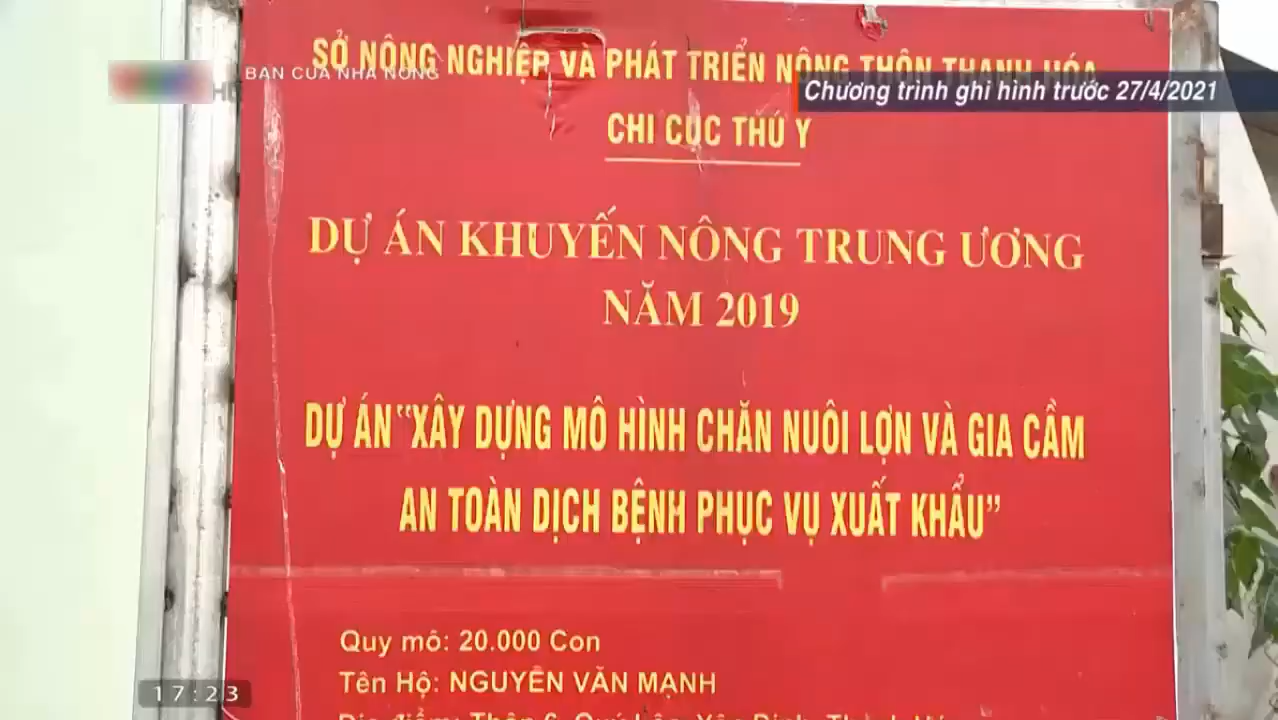 SỞ NÔNG NGHIỆP VÀ PHÁT TRIỂN NÔNG THÔN THANH HÓA
BẠN CỦA NHÀ NÔNG
Chương trình ghi hình trước 27/4/2021
CHI CỤC THÚ Y
DỰ ÁN KHUYẾN NÔNG TRUNG ƯƠNG
NĂM 2019
DỰ ÁN "XÂY DỰNG MÔ HÌNH CHĂN NUÔI LỢN VÀ GIA CẦM
AN TOÀN DỊCH BỆNH PHỤC VỤ XUẤT KHẨU"
Quy mô: 20.000 Con
Tên Hộ: NGUYỄN VĂN MẠNH
17:23